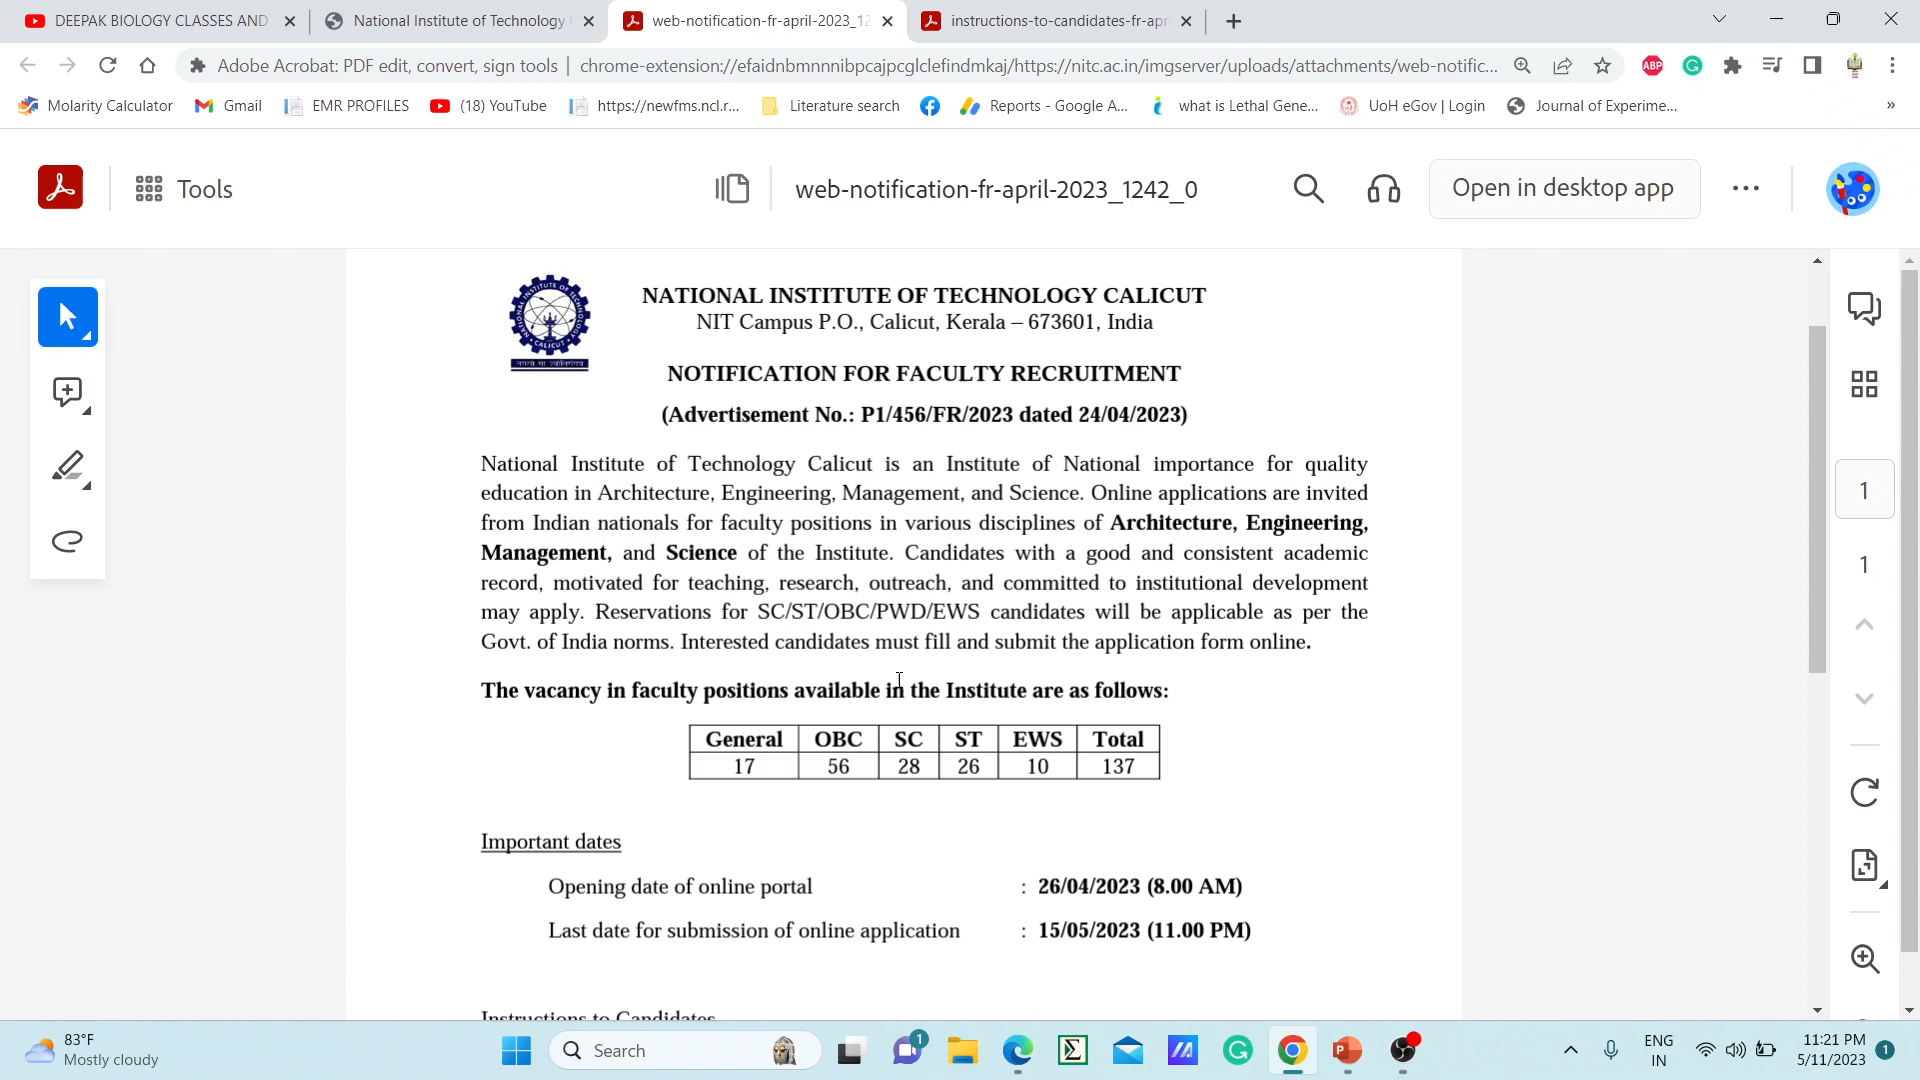 DEEPAK BIOLOGY CLASSES AND
National Institute of Technology
web-notification-fr-april-2023_12
instructions-to-candidates-fr-apr
Adobe Acrobat: PDF edit, convert, sign tools
chrome-extension://efaidnbmnnnibpcajpcglclefindmkaj/https://nitc.ac.in/imgserver/uploads/attachments/web-notific...
ABP
Molarity Calculator
Gmail
EMR PROFILES
(18) YouTube
https://newfms.ncl.r...
Literature search
Reports - Google A...
what is Lethal Gene...
UoH eGov | Login
Journal of Experime...
»
Tools
web-notification-fr-april-2023_1242_0
Open in desktop app
NATIONAL INSTITUTE OF TECHNOLOGY CALICUT
NIT Campus P.O., Calicut, Kerala – 673601, India
NOTIFICATION FOR FACULTY RECRUITMENT
(Advertisement No.: P1/456/FR/2023 dated 24/04/2023)
National Institute of Technology Calicut is an Institute of National importance for quality
education in Architecture, Engineering, Management, and Science. Online applications are invited
from Indian nationals for faculty positions in various disciplines of Architecture, Engineering,
Management, and Science of the Institute. Candidates with a good and consistent academic
record, motivated for teaching, research, outreach, and committed to institutional development
may apply. Reservations for SC/ST/OBC/PWD/EWS candidates will be applicable as per the
Govt. of India norms. Interested candidates must fill and submit the application form online.
The vacancy in faculty positions available in the Institute are as follows:
General OBC SC ST EWS Total
17 56 28 26 10 137
Important dates
Opening date of online portal : 26/04/2023 (8.00 AM)
Last date for submission of online application : 15/05/2023 (11.00 PM)
Instructions to Candidates
1
1
83°F
Mostly cloudy
Search
1
ENG
IN
11:21 PM
5/11/2023
1